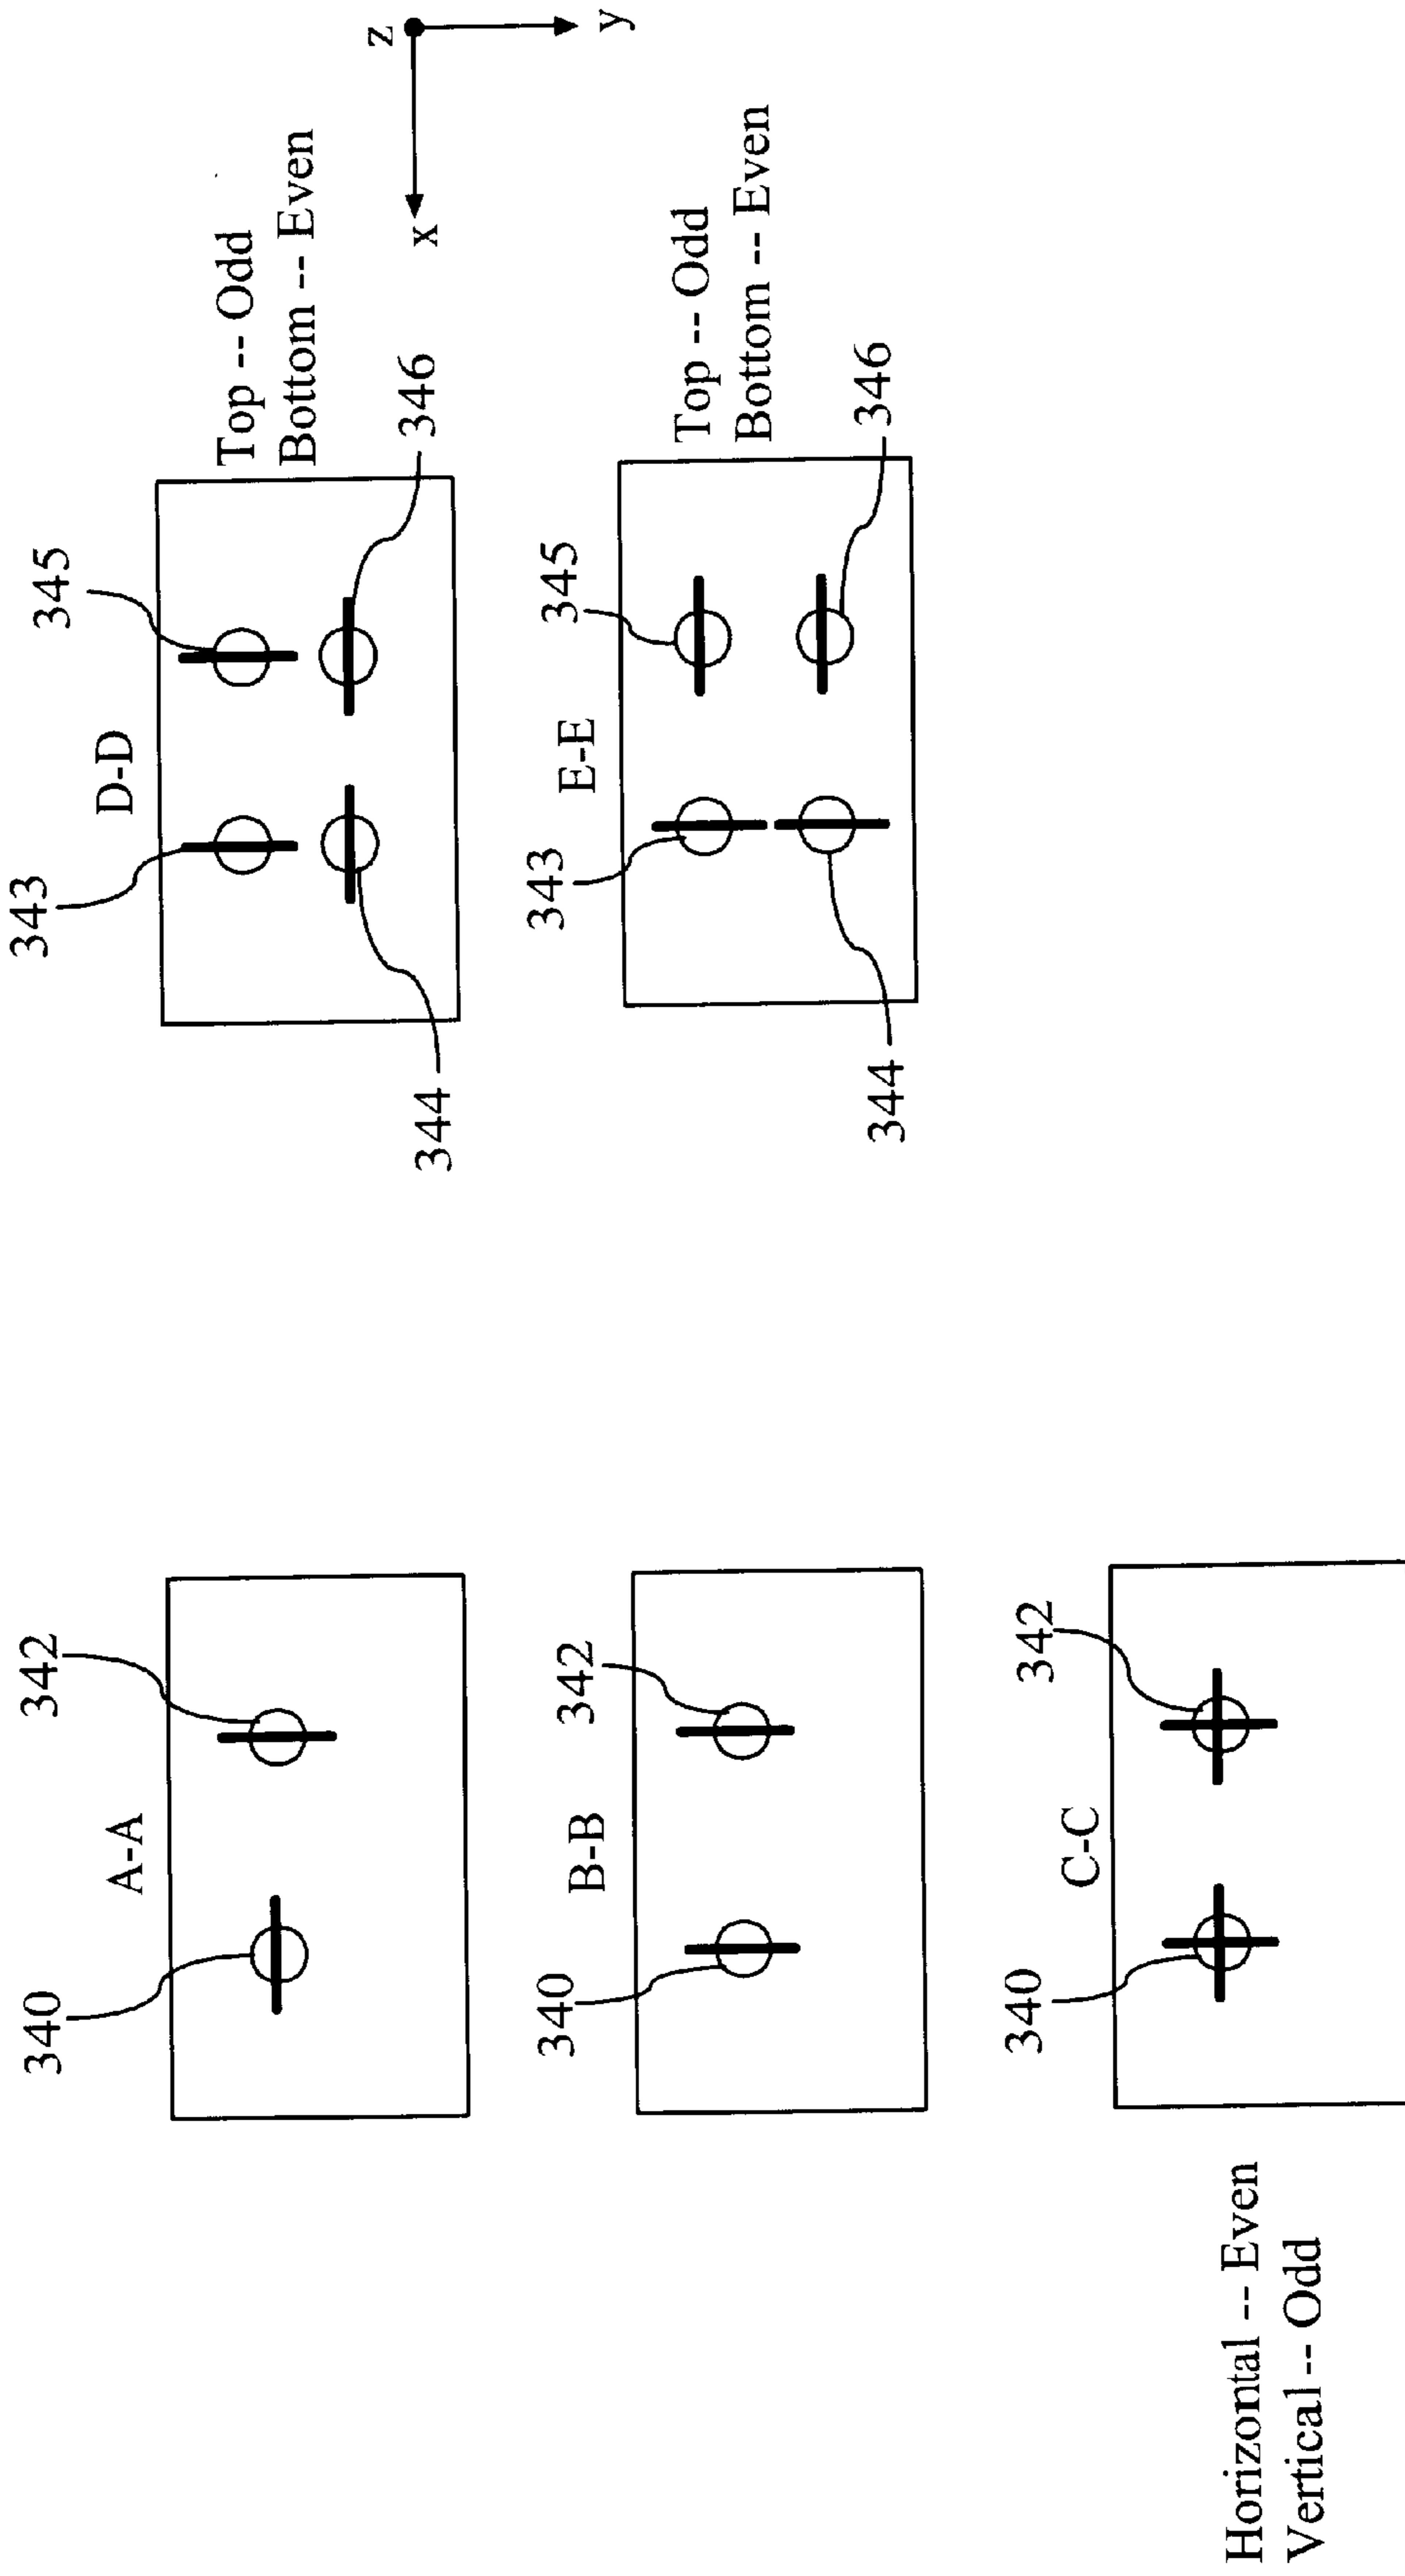 A-A
340
342
B-B
340
342
C-C
340
342
Horizontal -- Even
Vertical -- Odd
D-D
343
345
344
346
Top -- Odd
Bottom -- Even
E-E
343
345
344
346
Top -- Odd
Bottom -- Even
z
x
y